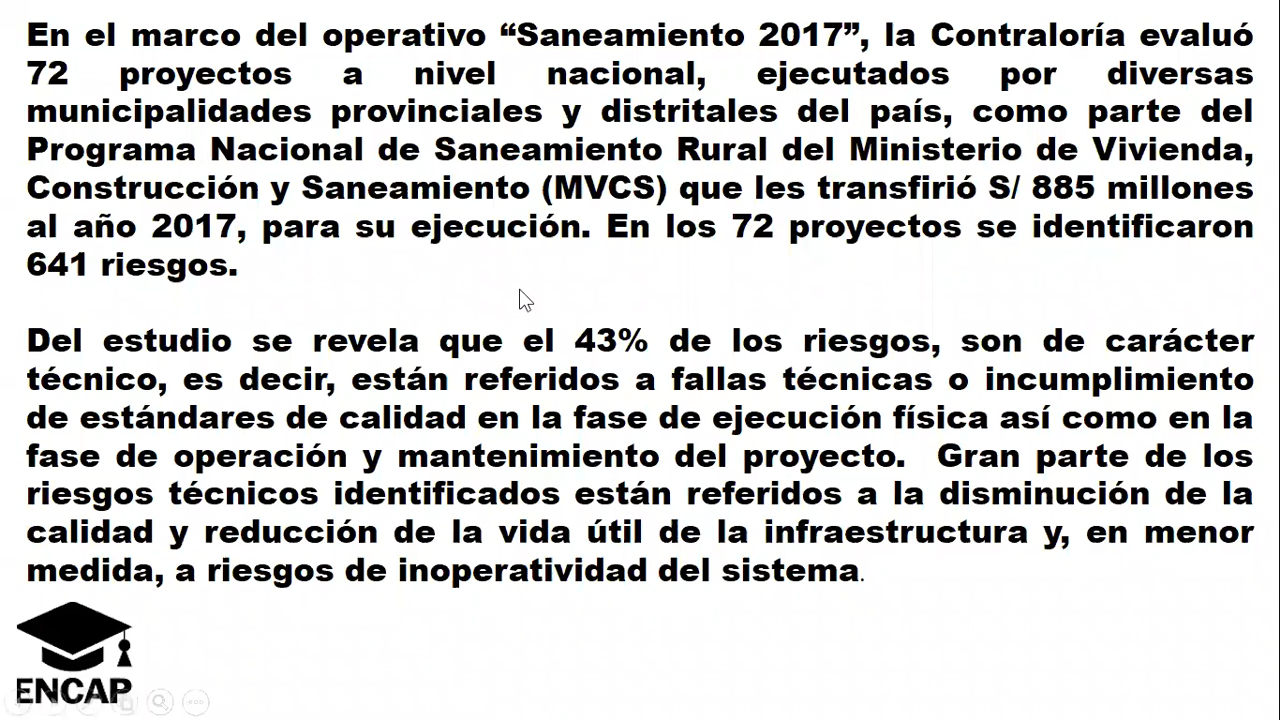 En el marco del operativo “Saneamiento 2017”, la Contraloría evaluó
72 proyectos a nivel nacional, ejecutados por diversas
municipalidades provinciales y distritales del país, como parte del
Programa Nacional de Saneamiento Rural del Ministerio de Vivienda,
Construcción y Saneamiento (MVCS) que les transfirió S/ 885 millones
al año 2017, para su ejecución. En los 72 proyectos se identificaron
641 riesgos.
Del estudio se revela que el 43% de los riesgos, son de carácter
técnico, es decir, están referidos a fallas técnicas o incumplimiento
de estándares de calidad en la fase de ejecución física así como en la
fase de operación y mantenimiento del proyecto. Gran parte de los
riesgos técnicos identificados están referidos a la disminución de la
calidad y reducción de la vida útil de la infraestructura y, en menor
medida, a riesgos de inoperatividad del sistema.
ENCAP